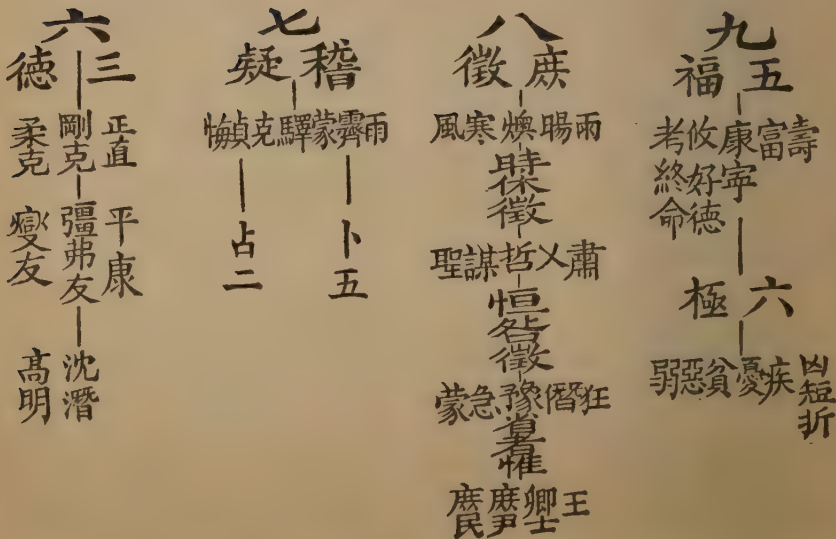 九
五福
壽
富
康寧
攸好德
考終命
六極
凶短折
疾
憂
貧
惡
弱
八
庶徵
雨
暘
燠
寒
風
休徵
肅
乂
哲
謀
聖
恒
咎徵
狂
僭
豫
急
蒙
省
惟
王
卿士
庶尹
庶民
七
稽疑
雨
霽
蒙
驛
克
貞
悔
卜五
占二
六
三德
正直
平康
剛克
彊弗友
沈潛
柔克
燮友
高明